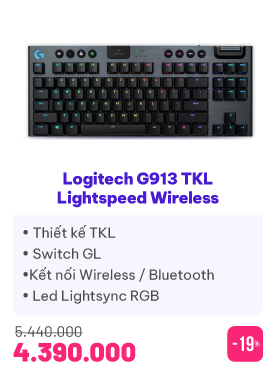 Logitech G913 TKL
Lightspeed Wireless
• Thiết kế TKL
• Switch GL
•Kết nối Wireless / Bluetooth
• Led Lightsync RGB
5.440.000
4.390.000
-19%